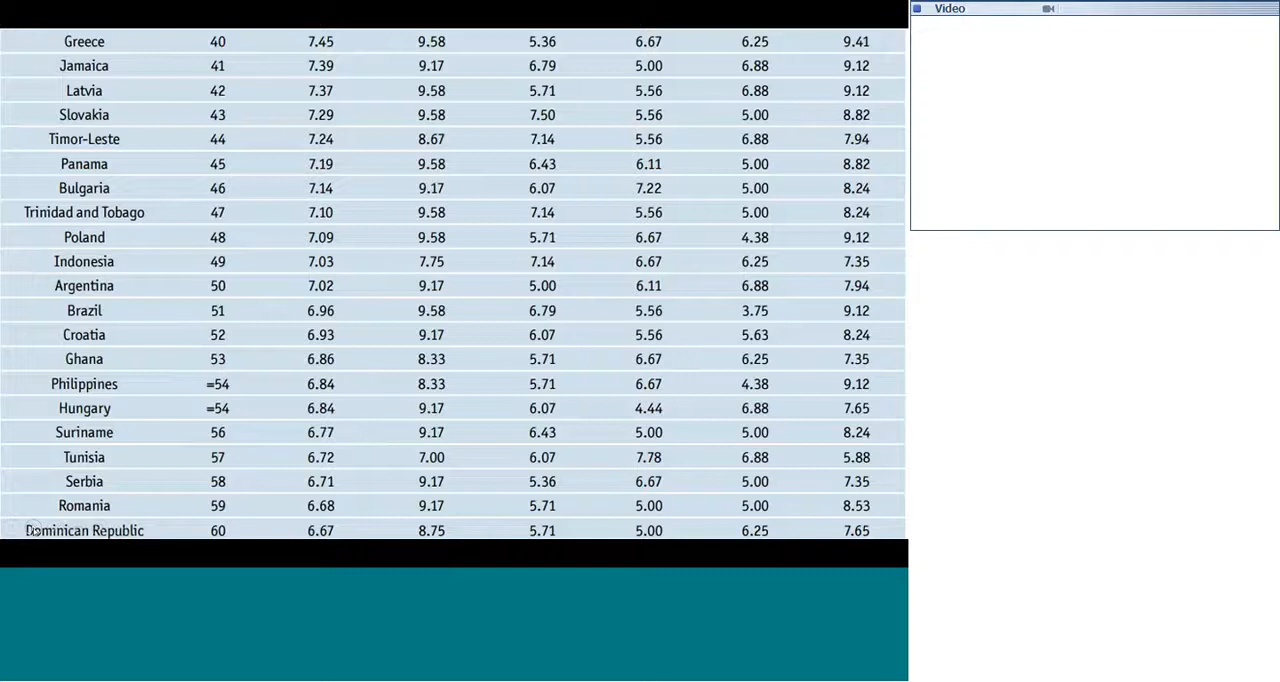 Video
Greece 40 7.45 9.58 5.36 6.67 6.25 9.41
Jamaica 41 7.39 9.17 6.79 5.00 6.88 9.12
Latvia 42 7.37 9.58 5.71 5.56 6.88 9.12
Slovakia 43 7.29 9.58 7.50 5.56 5.00 8.82
Timor-Leste 44 7.24 8.67 7.14 5.56 6.88 7.94
Panama 45 7.19 9.58 6.43 6.11 5.00 8.82
Bulgaria 46 7.14 9.17 6.07 7.22 5.00 8.24
Trinidad and Tobago 47 7.10 9.58 7.14 5.56 5.00 8.24
Poland 48 7.09 9.58 5.71 6.67 4.38 9.12
Indonesia 49 7.03 7.75 7.14 6.67 6.25 7.35
Argentina 50 7.02 9.17 5.00 6.11 6.88 7.94
Brazil 51 6.96 9.58 6.79 5.56 3.75 9.12
Croatia 52 6.93 9.17 6.07 5.56 5.63 8.24
Ghana 53 6.86 8.33 5.71 6.67 6.25 7.35
Philippines =54 6.84 8.33 5.71 6.67 4.38 9.12
Hungary =54 6.84 9.17 6.07 4.44 6.88 7.65
Suriname 56 6.77 9.17 6.43 5.00 5.00 8.24
Tunisia 57 6.72 7.00 6.07 7.78 6.88 5.88
Serbia 58 6.71 9.17 5.36 6.67 5.00 7.35
Romania 59 6.68 9.17 5.71 5.00 5.00 8.53
Dominican Republic 60 6.67 8.75 5.71 5.00 6.25 7.65